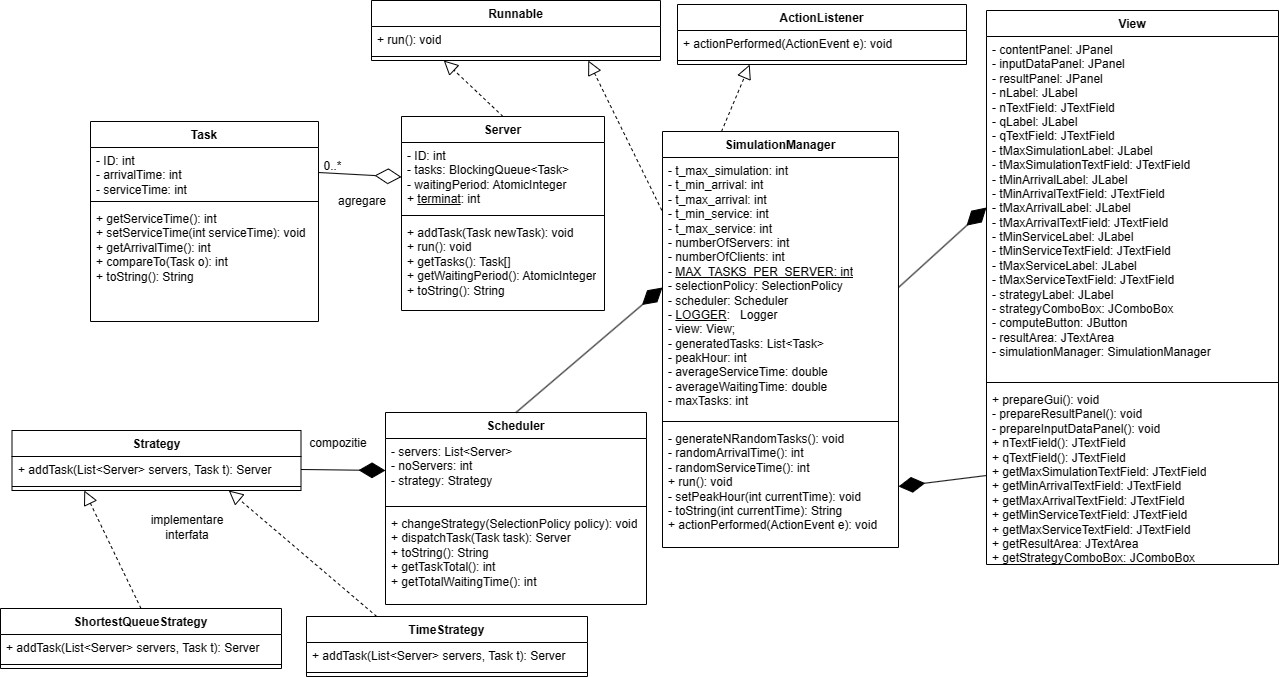 Runnable
+ run(): void
ActionListener
+ actionPerformed(ActionEvent e): void
View
- contentPanel: JPanel
- inputDataPanel: JPanel
- resultPanel: JPanel
- nLabel: JLabel
- nTextField: JTextField
- qLabel: JLabel
- qTextField: JTextField
- tMaxSimulationLabel: JLabel
- tMaxSimulationTextField: JTextField
- tMinArrivalLabel: JLabel
- tMinArrivalTextField: JTextField
- tMaxArrivalLabel: JLabel
- tMaxArrivalTextField: JTextField
- tMinServiceLabel: JLabel
- tMinServiceTextField: JTextField
- tMaxServiceLabel: JLabel
- tMaxServiceTextField: JTextField
- strategyLabel: JLabel
- strategyComboBox: JComboBox
- computeButton: JButton
- resultArea: JTextArea
- simulationManager: SimulationManager
+ prepareGui(): void
- prepareResultPanel(): void
- prepareInputDataPanel(): void
+ nTextField(): JTextField
+ qTextField(): JTextField
+ getMaxSimulationTextField: JTextField
+ getMinArrivalTextField: JTextField
+ getMaxArrivalTextField: JTextField
+ getMinServiceTextField: JTextField
+ getMaxServiceTextField: JTextField
+ getResultArea: JTextArea
+ getStrategyComboBox: JComboBox
Task
- ID: int
- arrivalTime: int
- serviceTime: int
+ getServiceTime(): int
+ setServiceTime(int serviceTime): void
+ getArrivalTime(): int
+ compareTo(Task o): int
+ toString(): String
0..*
agregare
Server
- ID: int
- tasks: BlockingQueue<Task>
- waitingPeriod: AtomicInteger
+ terminat: int
+ addTask(Task newTask): void
+ run(): void
+ getTasks(): Task[]
+ getWaitingPeriod(): AtomicInteger
+ toString(): String
SimulationManager
- t_max_simulation: int
- t_min_arrival: int
- t_max_arrival: int
- t_min_service: int
- t_max_service: int
- numberOfServers: int
- numberOfClients: int
- MAX_TASKS_PER_SERVER: int
- selectionPolicy: SelectionPolicy
- scheduler: Scheduler
- LOGGER: Logger
- view: View;
- generatedTasks: List<Task>
- peakHour: int
- averageServiceTime: double
- averageWaitingTime: double
- maxTasks: int
- generateNRandomTasks(): void
- randomArrivalTime(): int
- randomServiceTime(): int
+ run(): void
- setPeakHour(int currentTime): void
- toString(int currentTime): String
+ actionPerformed(ActionEvent e): void
Scheduler
- servers: List<Server>
- noServers: int
- strategy: Strategy
+ changeStrategy(SelectionPolicy policy): void
+ dispatchTask(Task task): Server
+ toString(): String
+ getTaskTotal(): int
+ getTotalWaitingTime(): int
compozitie
Strategy
+ addTask(List<Server> servers, Task t): Server
implementare
interfata
ShortestQueueStrategy
+ addTask(List<Server> servers, Task t): Server
TimeStrategy
+ addTask(List<Server> servers, Task t): Server